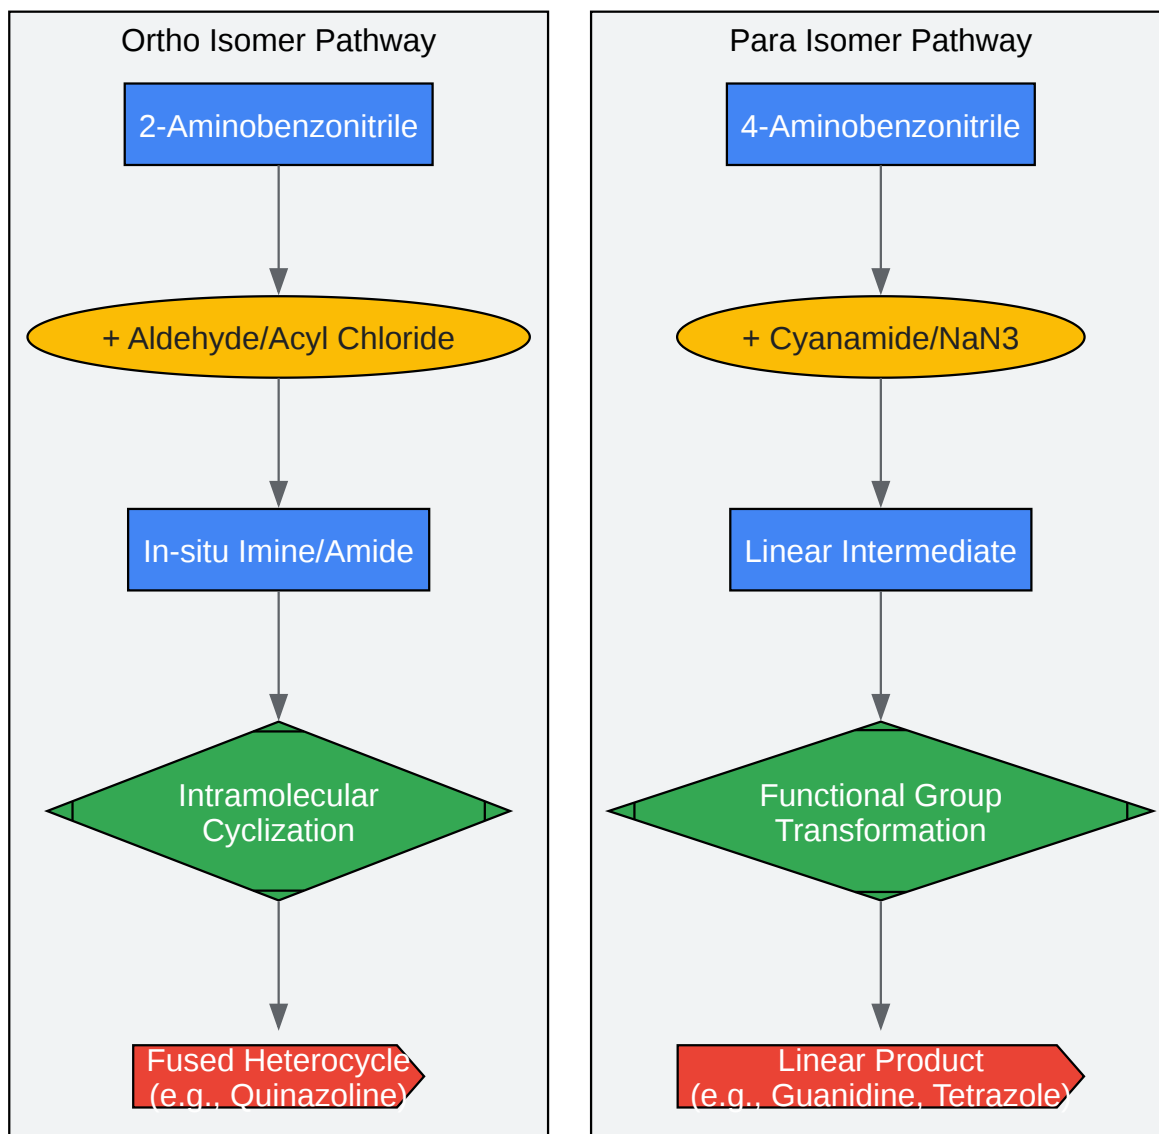 Ortho Isomer Pathway
2-Aminobenzonitrile
+ Aldehyde/Acyl Chloride
In-situ Imine/Amide
Intramolecular
Cyclization
Fused Heterocycle
(e.g., Quinazoline)
Para Isomer Pathway
4-Aminobenzonitrile
+ Cyanamide/NaN3
Linear Intermediate
Functional Group
Transformation
Linear Product
(e.g., Guanidine, Tetrazole)